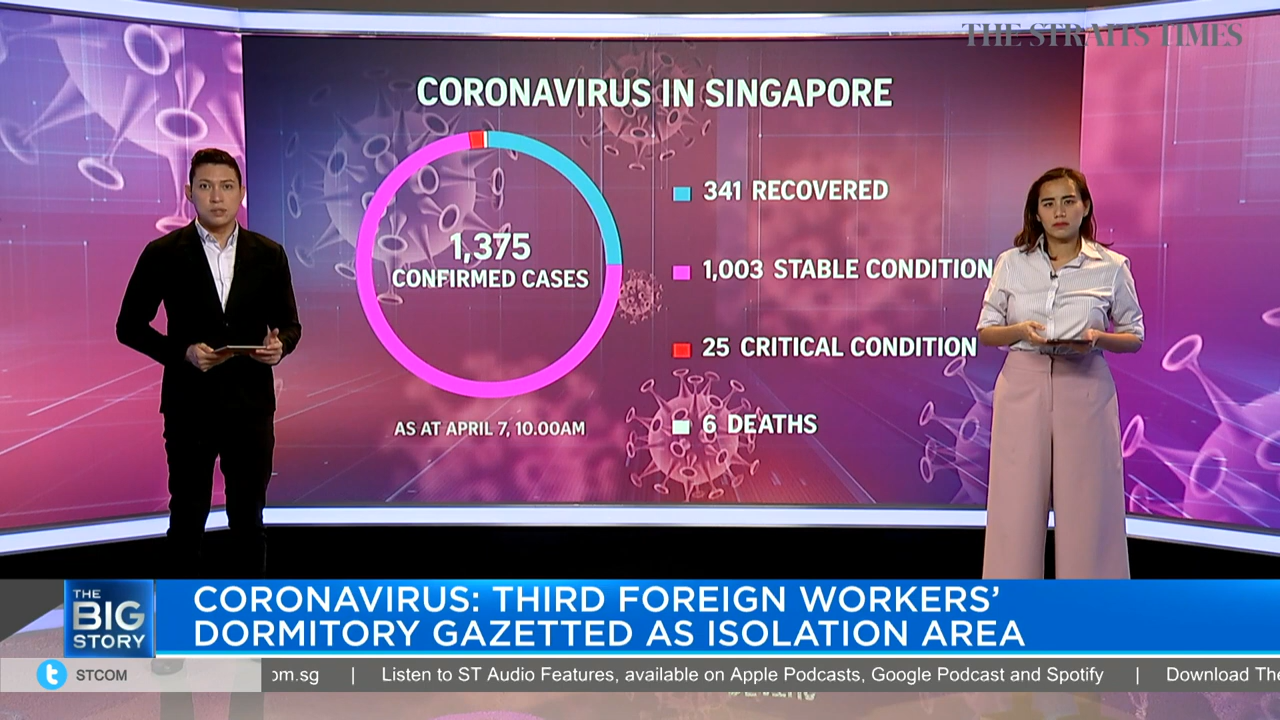 THE STRAITS TIMES
CORONAVIRUS IN SINGAPORE
1,375
CONFIRMED CASES
AS AT APRIL 7, 10.00AM
341 RECOVERED
1,003 STABLE CONDITION
25 CRITICAL CONDITION
6 DEATHS
THE
BIG
STORY
CORONAVIRUS: THIRD FOREIGN WORKERS’
DORMITORY GAZETTED AS ISOLATION AREA
STCOM
om.sg | Listen to ST Audio Features, available on Apple Podcasts, Google Podcast and Spotify | Download The